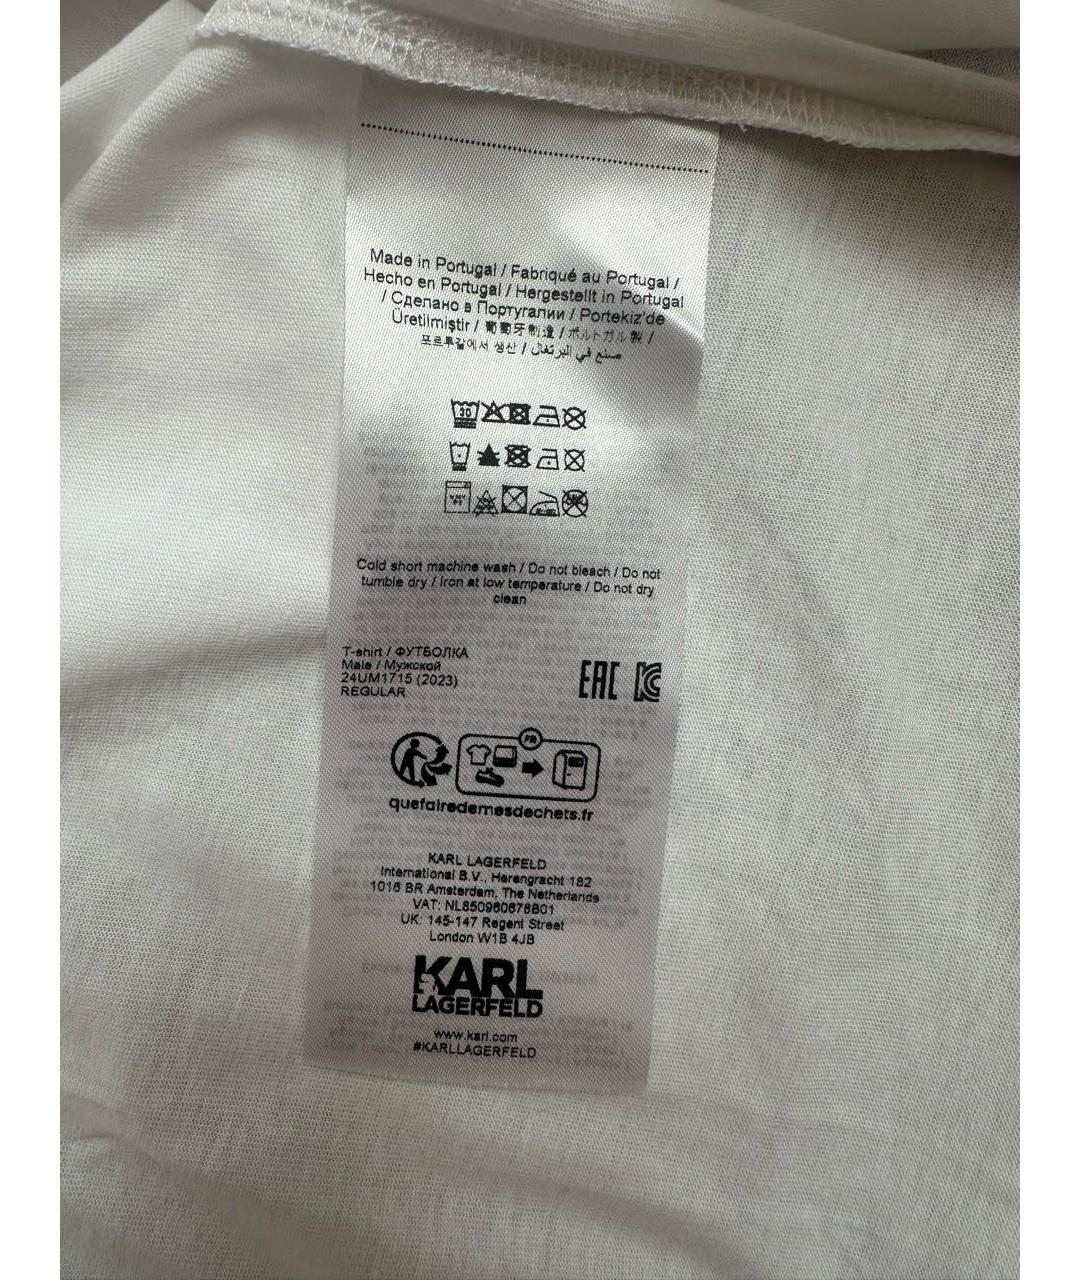 Made in Portugal / Fabriqué au Portugal /
Hecho en Portugal / Hergestellt in Portugal
/ Сделано в Португалии / Portekiz'de
Üretilmiştir / 葡萄牙制造 / ポルトガル製 /
포르투갈에서 생산 / صنع في البرتغال
30
Cold short machine wash / Do not bleach / Do not
tumble dry / Iron at low temperature / Do not dry
clean
T-shirt / ФУТБОЛКА
Male / Мужской
24UM1715 (2023)
REGULAR
EAC KC
FR
quefairedemesdechets.fr
KARL LAGERFELD
International B.V., Herengracht 182
1016 BR Amsterdam, The Netherlands
VAT: NL850960678B01
UK: 145-147 Regent Street
London W1B 4JB
KARL
LAGERFELD
www.karl.com
#KARLLAGERFELD